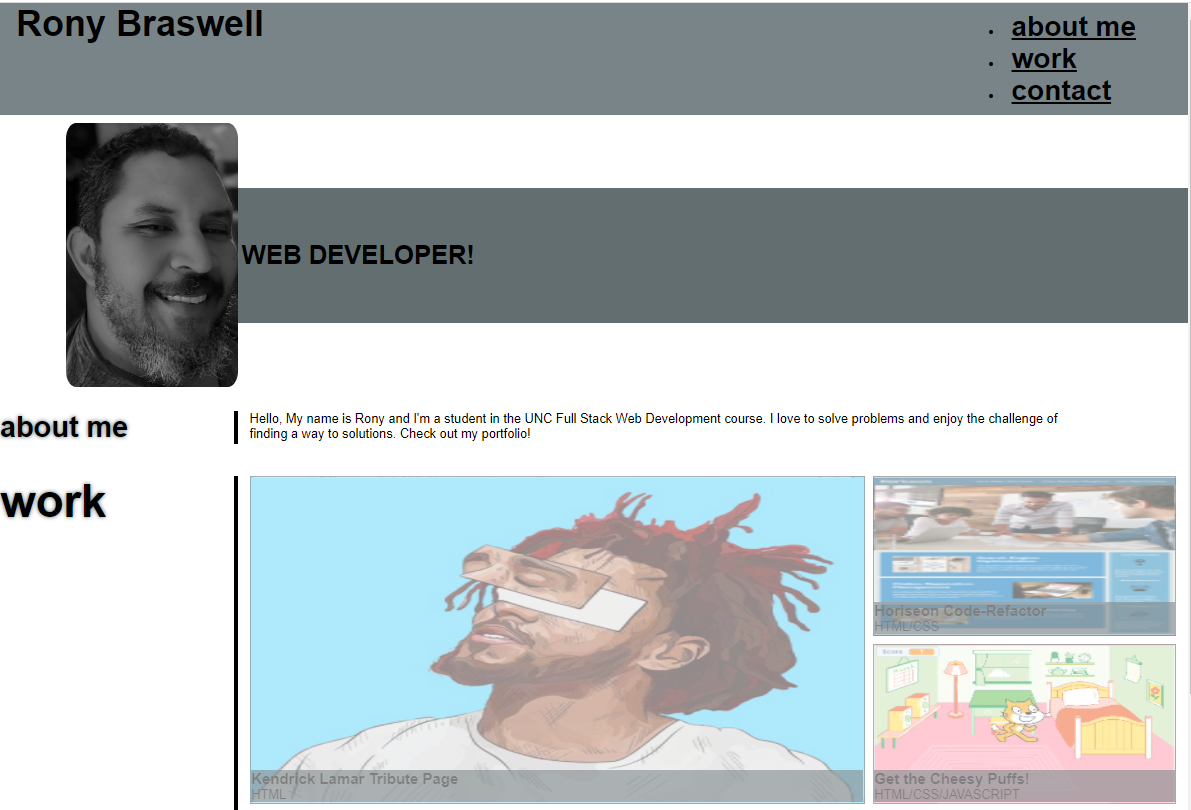 Rony Braswell
about me
work
contact
WEB DEVELOPER!
about me
Hello, My name is Rony and I'm a student in the UNC Full Stack Web Development course. I love to solve problems and enjoy the challenge of
finding a way to solutions. Check out my portfolio!
work
Horiseon Code-Refactor
HTML/CSS
Score
Kendrick Lamar Tribute Page
HTML
Get the Cheesy Puffs!
HTML/CSS/JAVASCRIPT